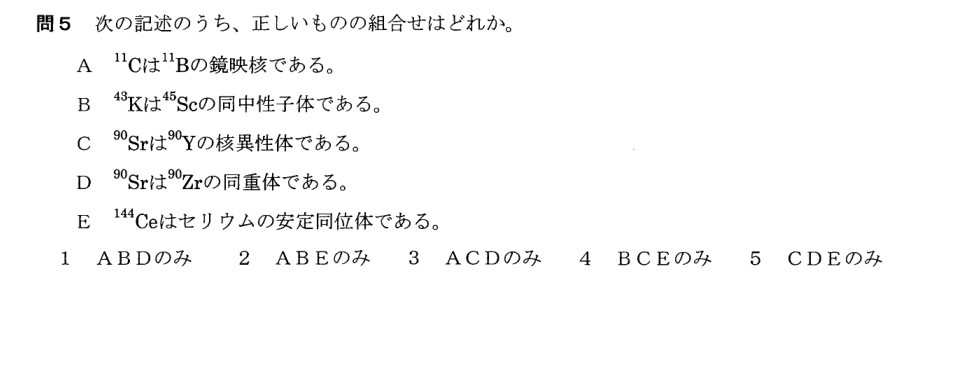 問5 次の記述のうち、正しいものの組合せはどれか。
A ¹¹Cは¹¹Bの鏡映核である。
B ⁴³Kは⁴⁵Scの同中性子体である。
C ⁹⁰Srは⁹⁰Yの核異性体である。
D ⁹⁰Srは⁹⁰Zrの同重体である。
E ¹⁴⁴Ceはセリウムの安定同位体である。
1 ABDのみ 2 ABEのみ 3 ACDのみ 4 BCEのみ 5 CDEのみ